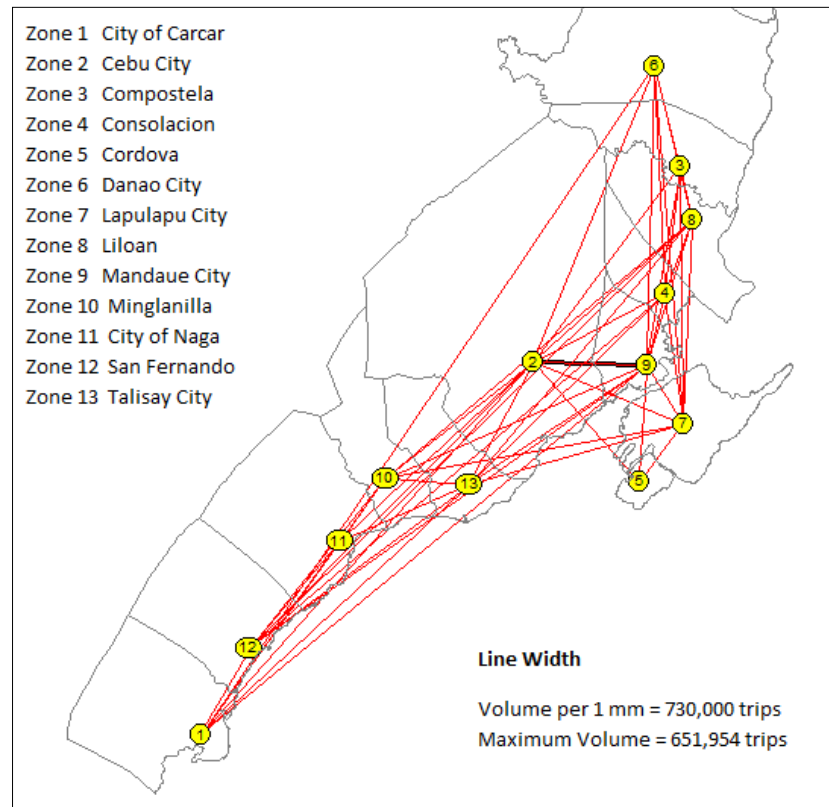 Zone 1 City of Carcar
Zone 2 Cebu City
Zone 3 Compostela
Zone 4 Consolacion
Zone 5 Cordova
Zone 6 Danao City
Zone 7 Lapulapu City
Zone 8 Liloan
Zone 9 Mandaue City
Zone 10 Minglanilla
Zone 11 City of Naga
Zone 12 San Fernando
Zone 13 Talisay City
6
3
8
4
2
9
7
10
13
5
11
12
1
Line Width
Volume per 1 mm = 730,000 trips
Maximum Volume = 651,954 trips